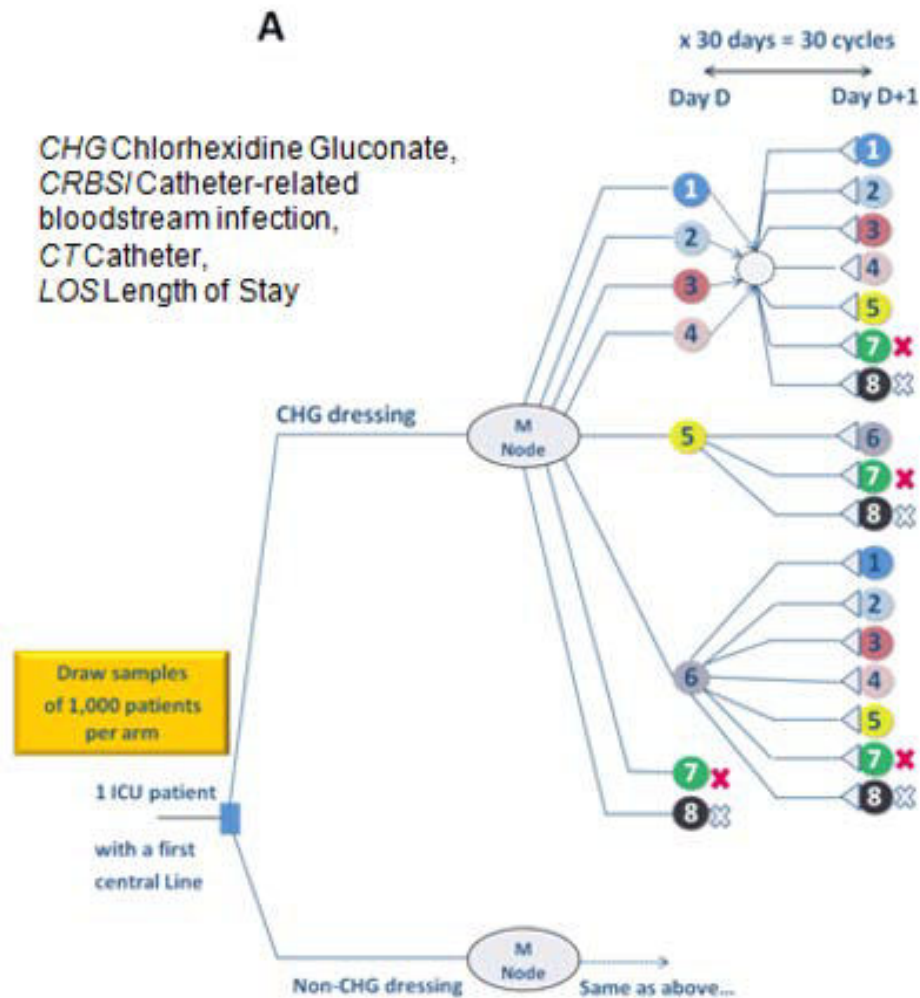 A
x 30 days = 30 cycles
Day D
Day D+1
CHG Chlorhexidine Gluconate,
CRBSI Catheter-related
bloodstream infection,
CT Catheter,
LOS Length of Stay
1
2
3
4
1
2
3
4
5
7
8
CHG dressing
M
Node
5
6
7
8
6
1
2
3
4
5
7
8
7
8
Draw samples
of 1,000 patients
per arm
1 ICU patient
with a first
central Line
M
Node
Non-CHG dressing
Same as above...